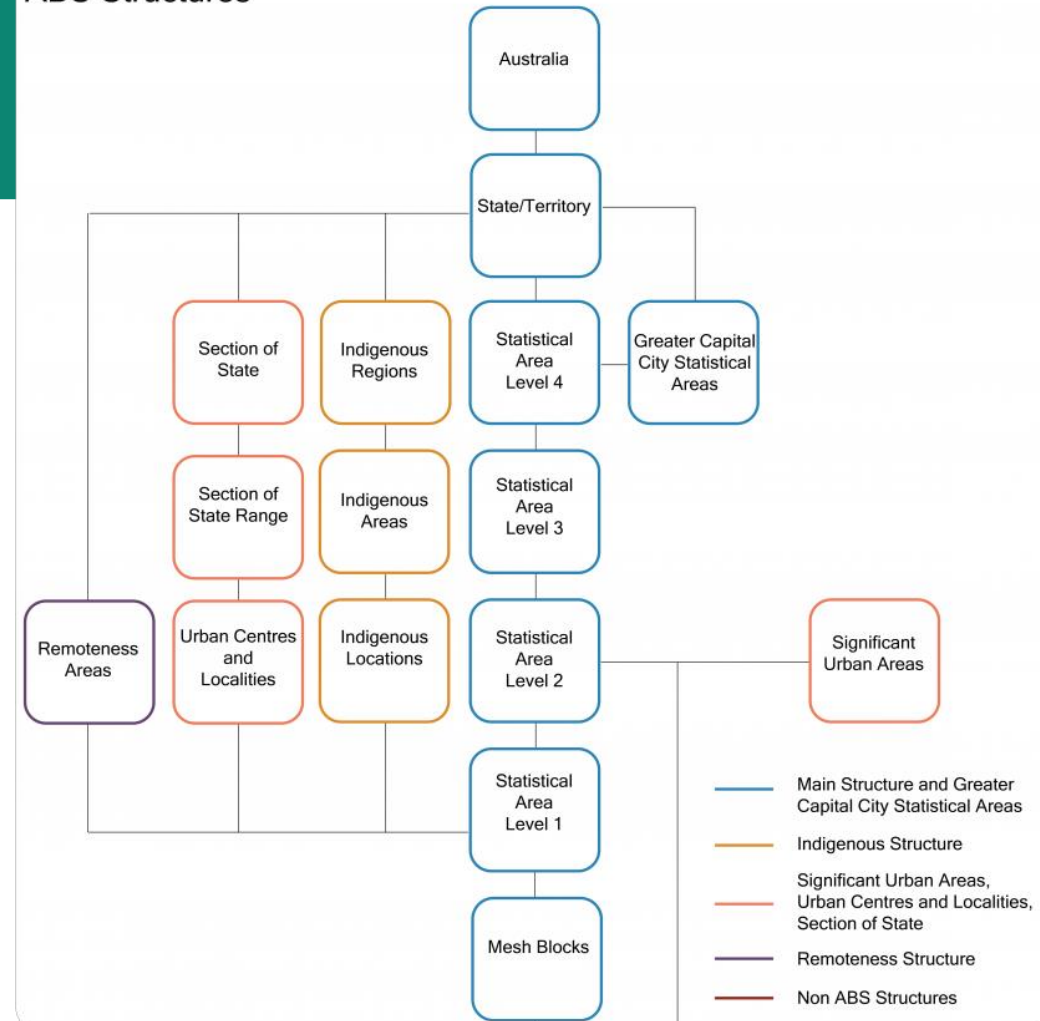 ABS Structures
Australia
State/Territory
Section of
State
Indigenous
Regions
Statistical
Area
Level 4
Greater Capital
City Statistical
Areas
Section of
State Range
Indigenous
Areas
Statistical
Area
Level 3
Remoteness
Areas
Urban Centres
and
Localities
Indigenous
Locations
Statistical
Area
Level 2
Significant
Urban Areas
Statistical
Area
Level 1
Mesh Blocks
Main Structure and Greater
Capital City Statistical Areas
Indigenous Structure
Significant Urban Areas,
Urban Centres and Localities,
Section of State
Remoteness Structure
Non ABS Structures